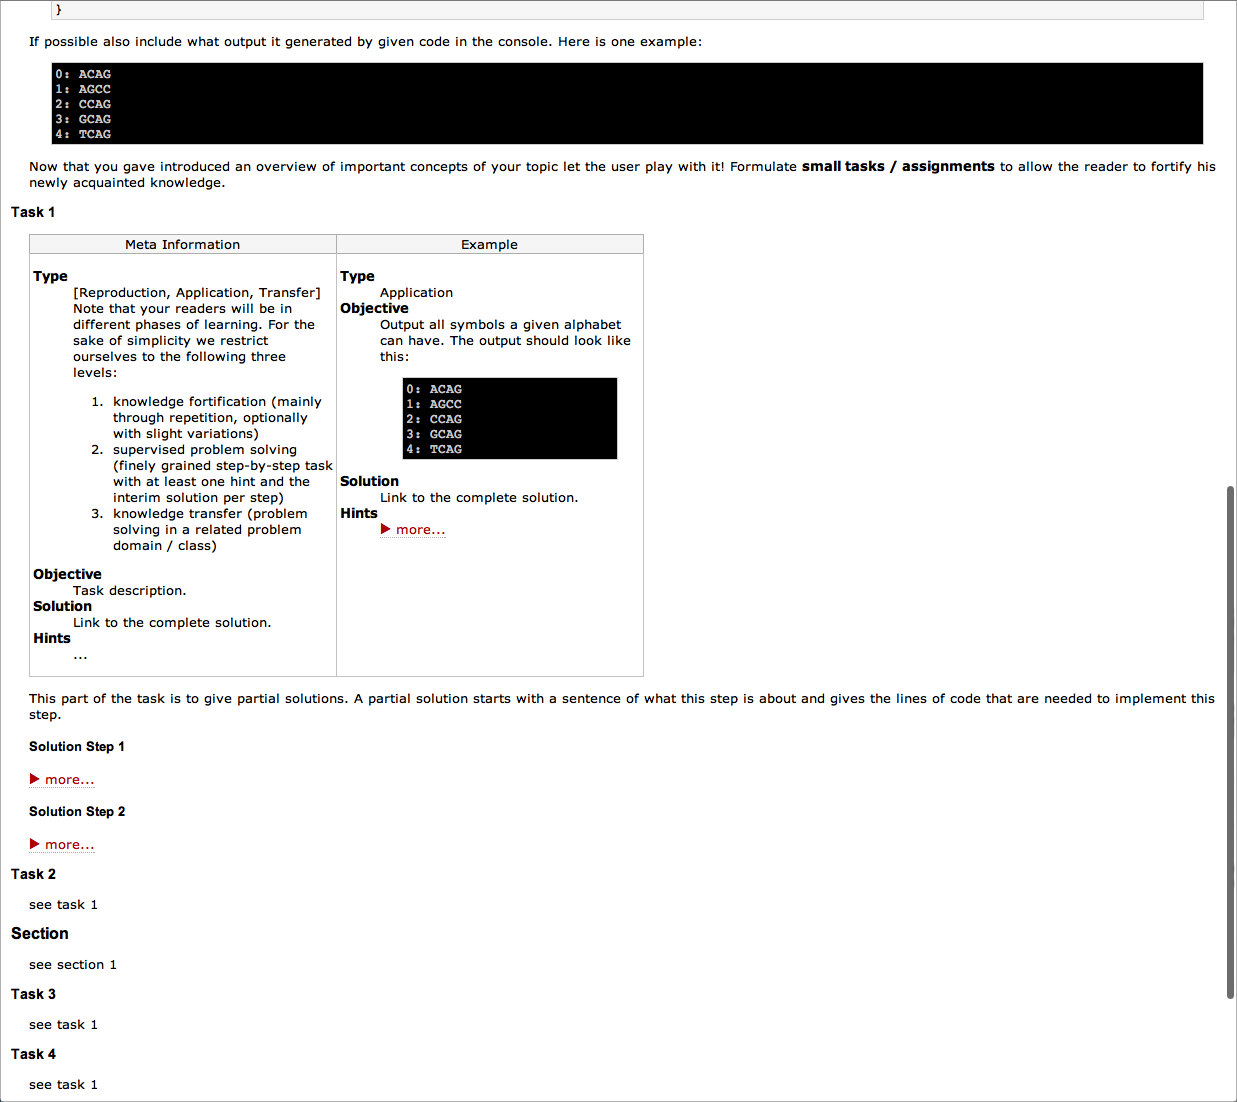 }
If possible also include what output it generated by given code in the console. Here is one example:
0: ACAG
1: AGCC
2: CCAG
3: GCAG
4: TCAG
Now that you gave introduced an overview of important concepts of your topic let the user play with it! Formulate small tasks / assignments to allow the reader to fortify his
newly acquainted knowledge.
Task 1
Meta Information
Type
[Reproduction, Application, Transfer]
Note that your readers will be in
different phases of learning. For the
sake of simplicity we restrict
ourselves to the following three
levels:
1. knowledge fortification (mainly
through repetition, optionally
with slight variations)
2. supervised problem solving
(finely grained step-by-step task
with at least one hint and the
interim solution per step)
3. knowledge transfer (problem
solving in a related problem
domain / class)
Objective
Task description.
Solution
Link to the complete solution.
Hints
...
Example
Type
Application
Objective
Output all symbols a given alphabet
can have. The output should look like
this:
0: ACAG
1: AGCC
2: CCAG
3: GCAG
4: TCAG
Solution
Link to the complete solution.
Hints
▶ more...
This part of the task is to give partial solutions. A partial solution starts with a sentence of what this step is about and gives the lines of code that are needed to implement this
step.
Solution Step 1
▶ more...
Solution Step 2
▶ more...
Task 2
see task 1
Section
see section 1
Task 3
see task 1
Task 4
see task 1